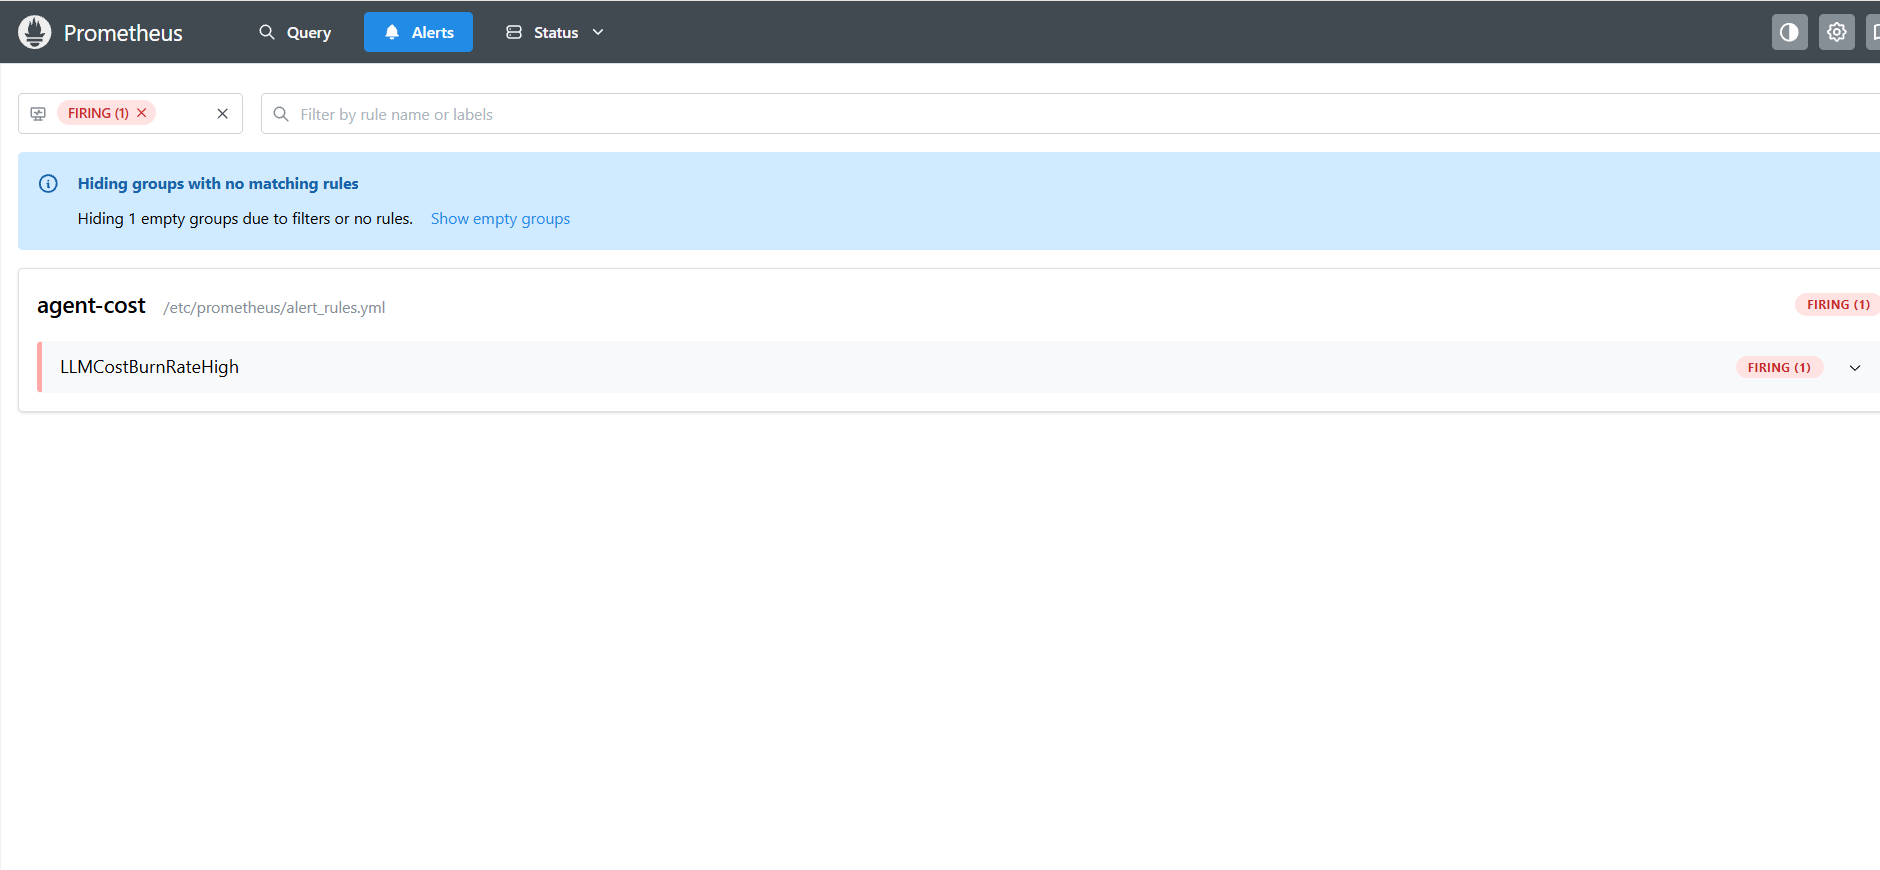 Prometheus Query Alerts Status
FIRING (1) Filter by rule name or labels
Hiding groups with no matching rules
Hiding 1 empty groups due to filters or no rules. Show empty groups
agent-cost /etc/prometheus/alert_rules.yml FIRING (1)
LLMCostBurnRateHigh FIRING (1)